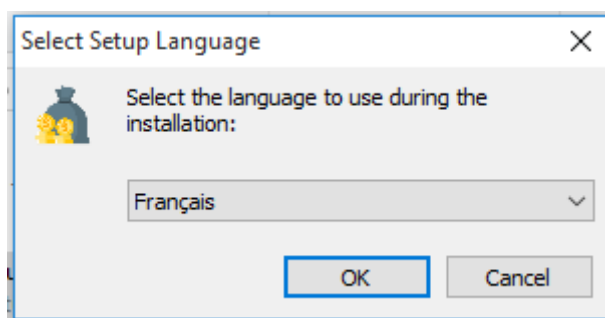 Select Setup Language
Select the language to use during the
installation:
Français
OK
Cancel